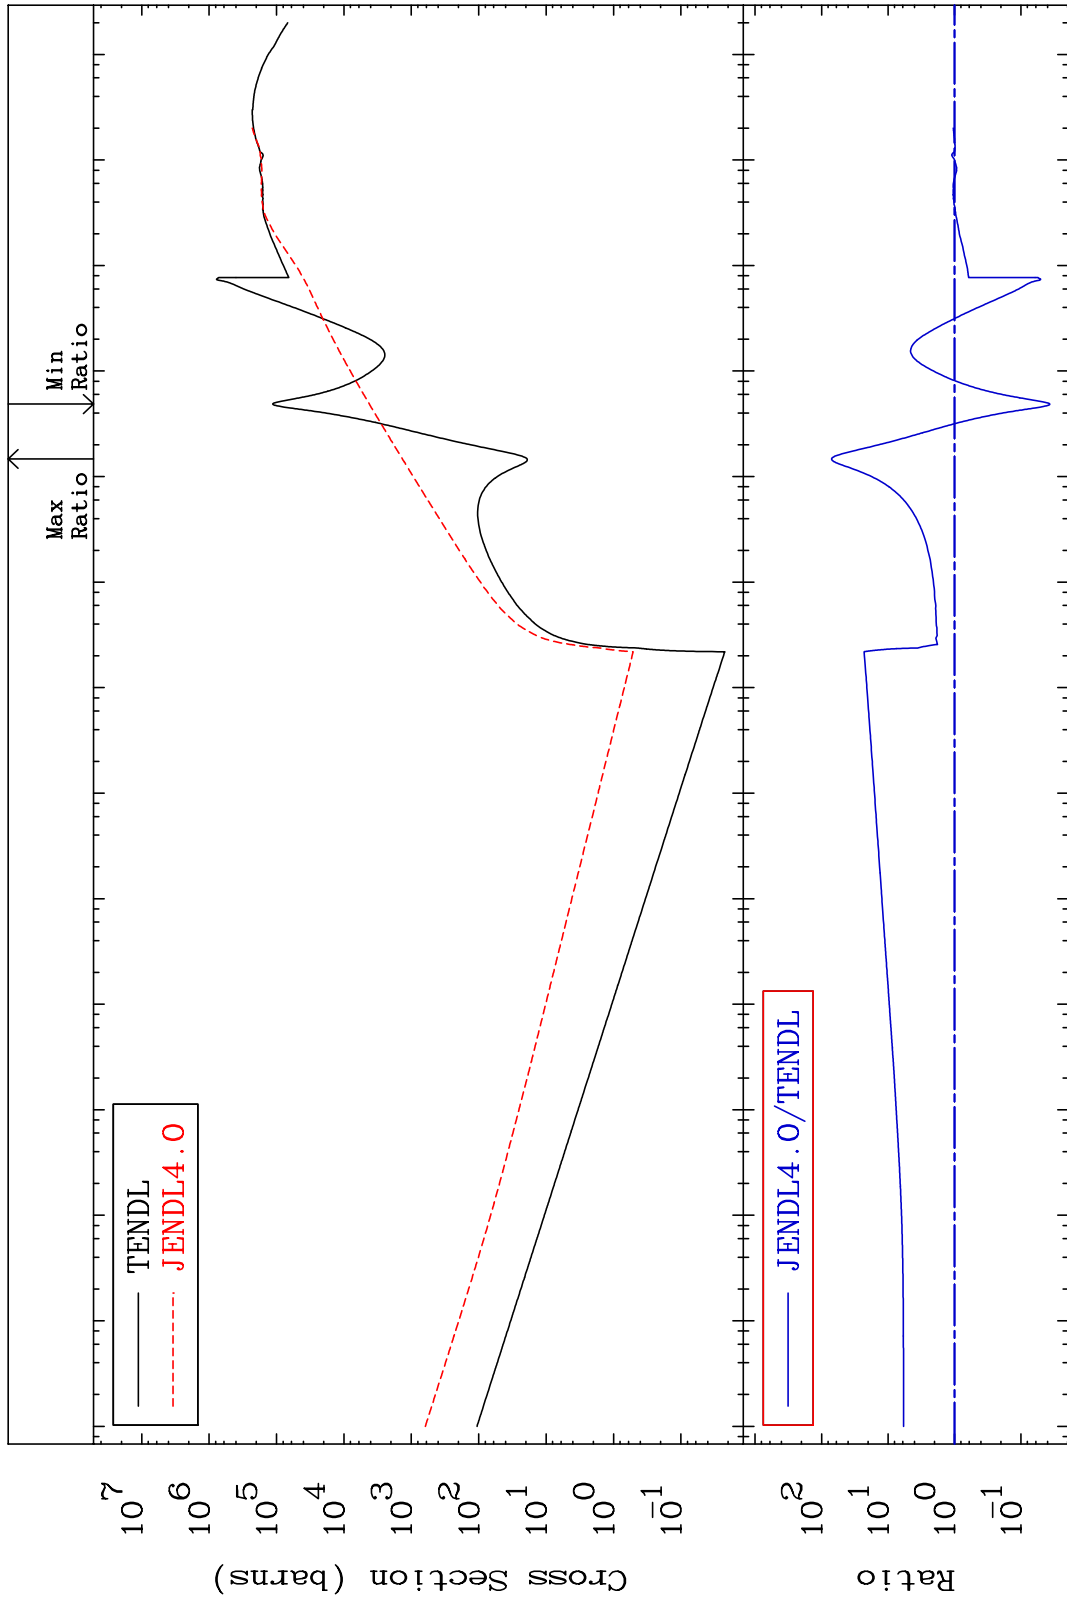 Max
Ratio
Min
Ratio
TENDL
JENDL4.0
10^7
10^6
10^5
10^4
10^3
10^2
10^1
10^0
10^-1
Cross Section (barns)
JENDL4.0/TENDL
10^2
10^1
10^0
10^-1
Ratio